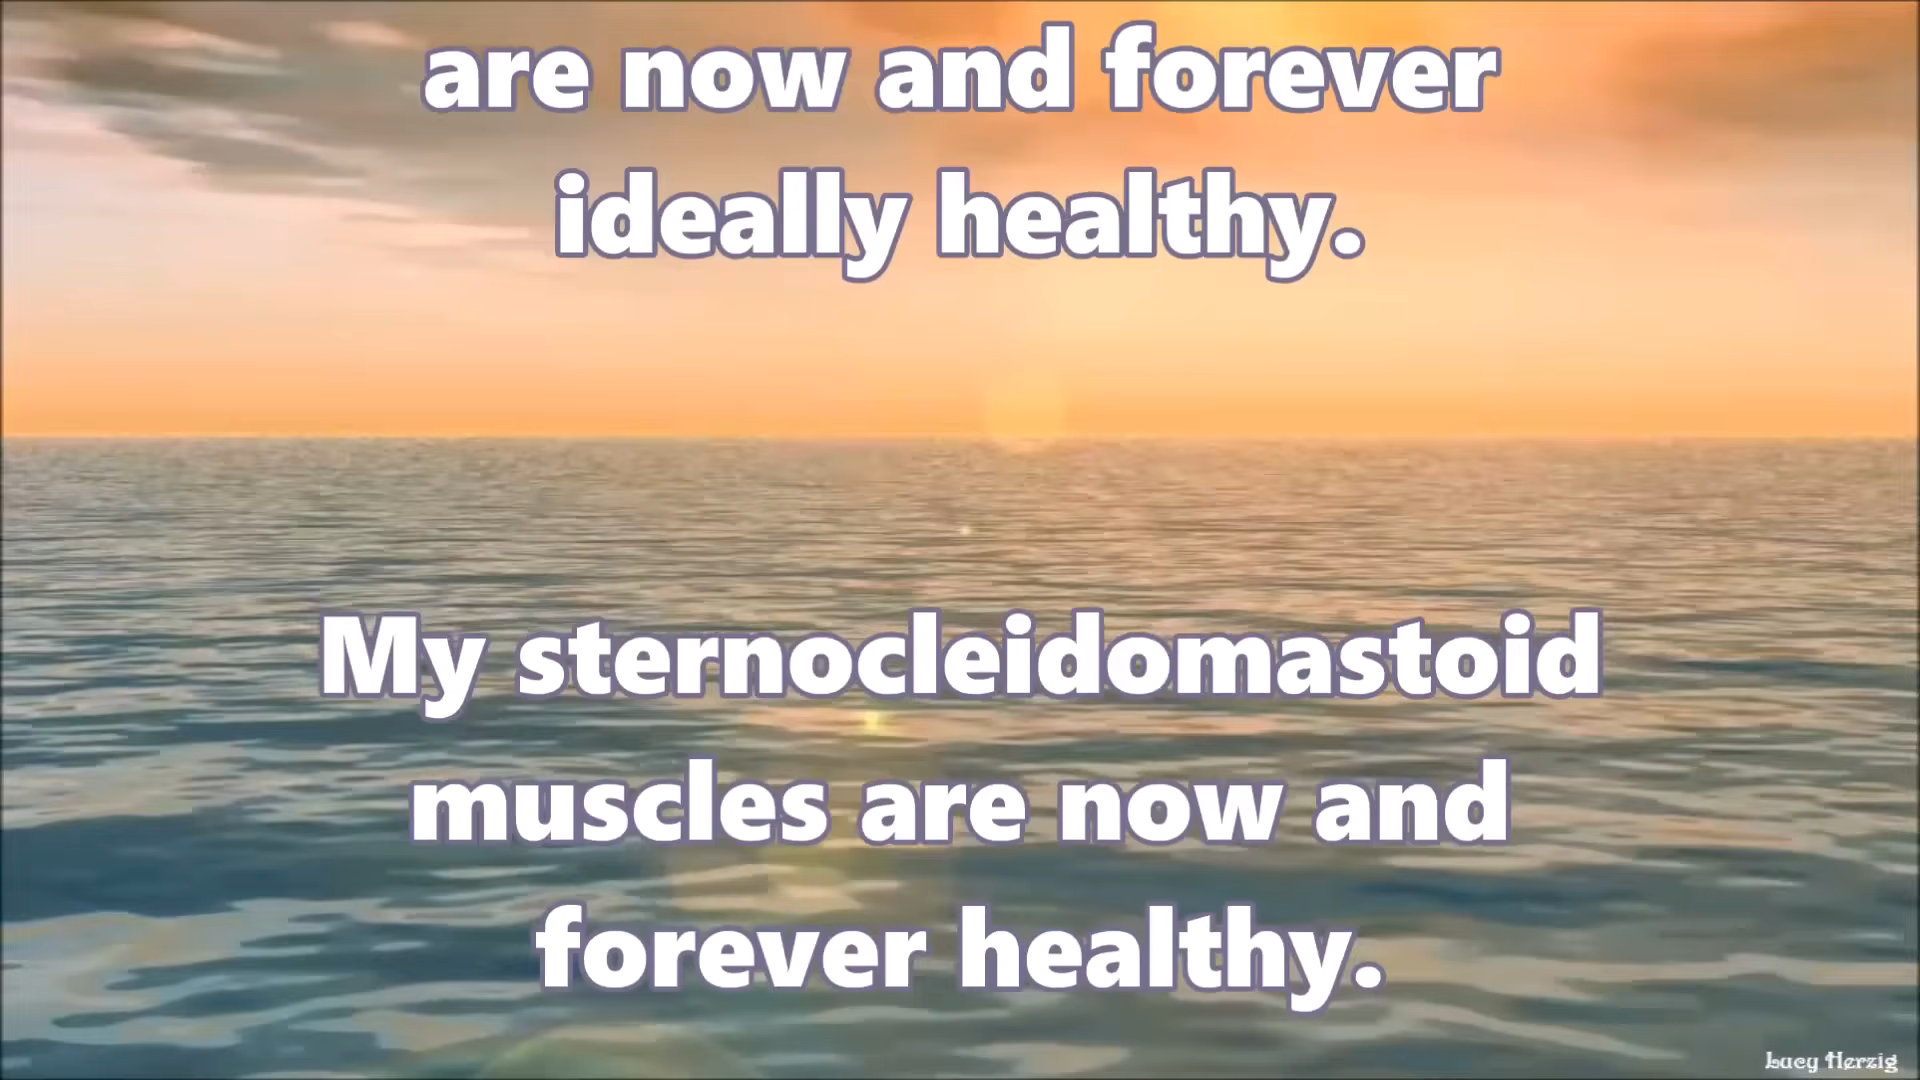 are now and forever
ideally healthy.
My sternocleidomastoid
muscles are now and
forever healthy.
Lucy Herzig